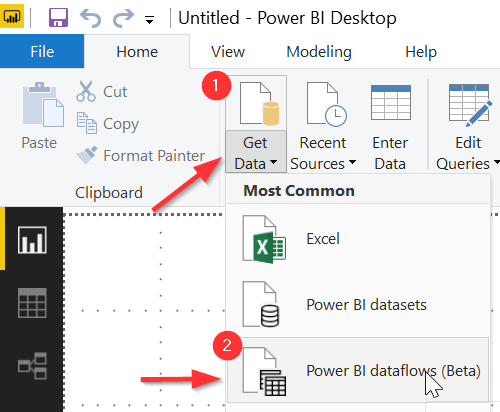 Untitled - Power BI Desktop
File Home View Modeling Help
1
Paste
Cut
Copy
Format Painter
Clipboard
Get
Data
Recent
Sources
Enter
Data
Edit
Queries
Most Common
Excel
Power BI datasets
2
Power BI dataflows (Beta)